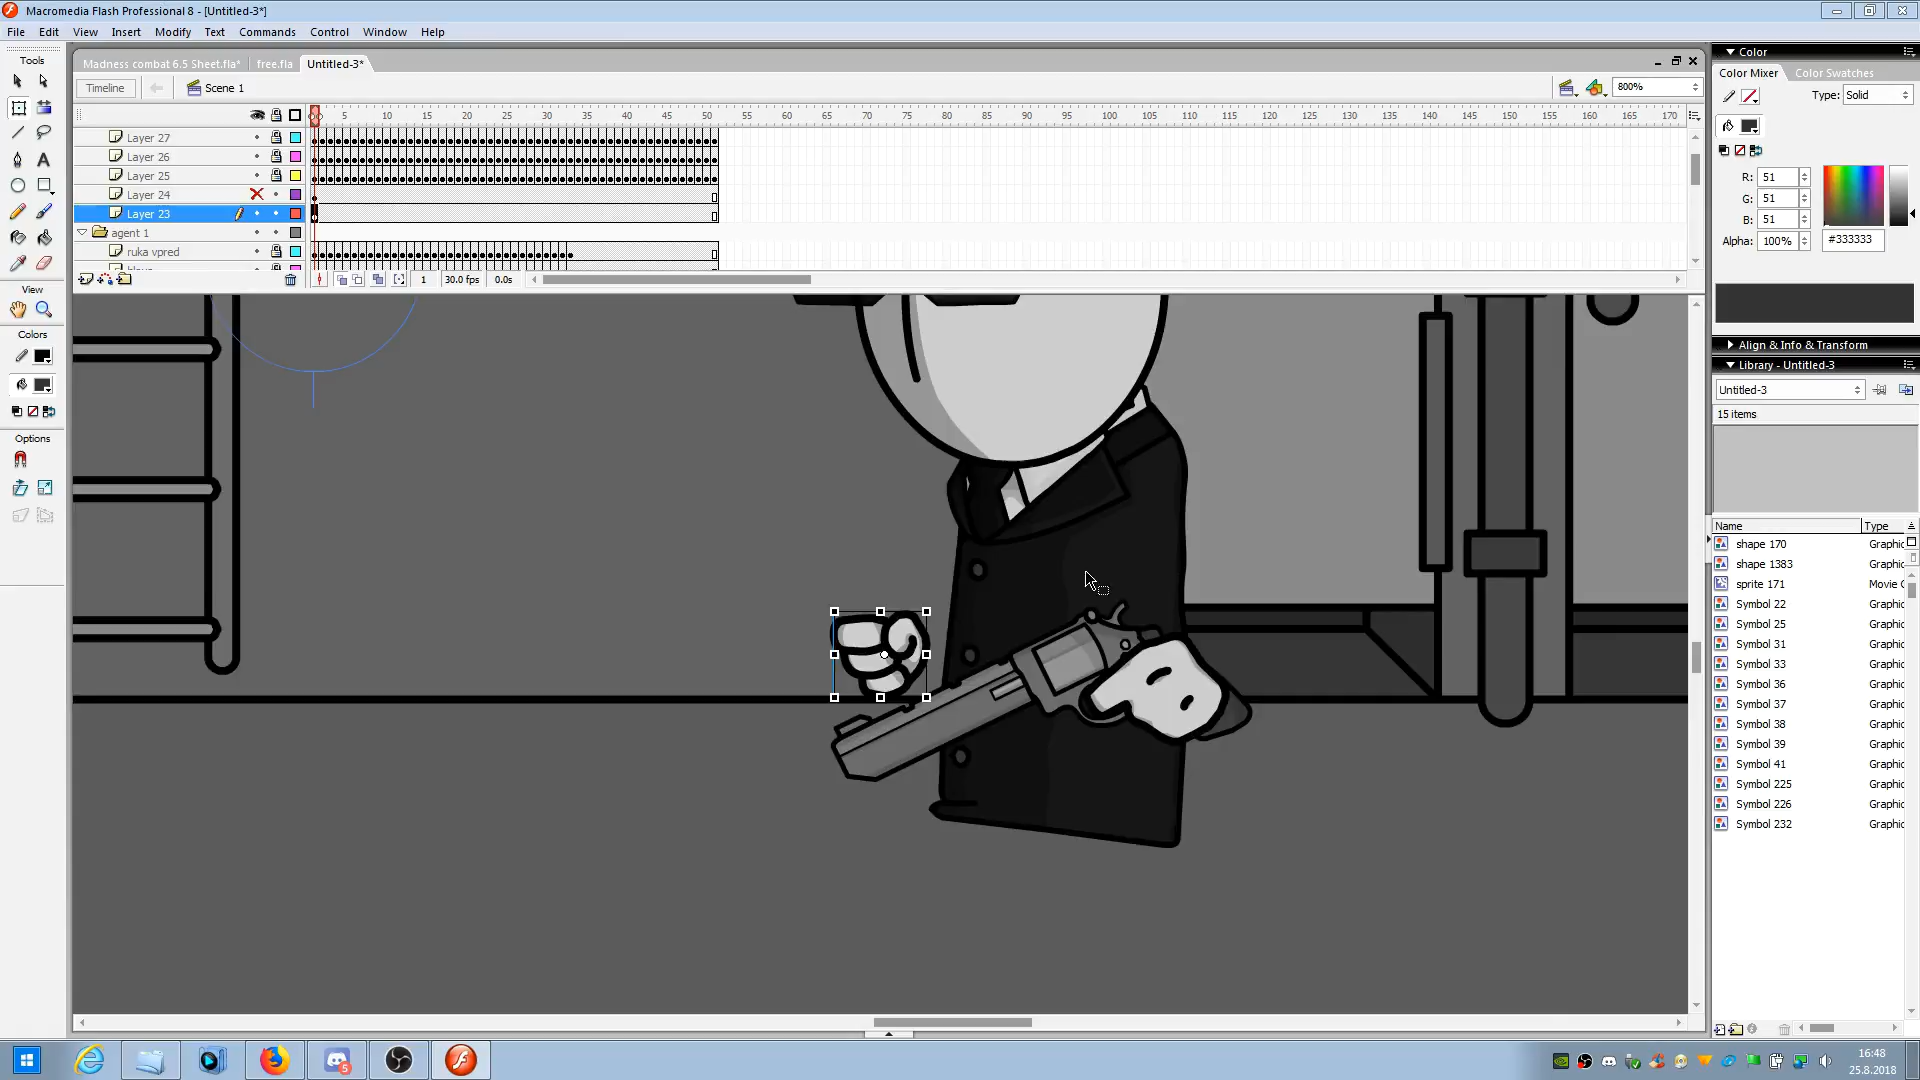 Macromedia Flash Professional 8 - [Untitled-3*]
File Edit View Insert Modify Text Commands Control Window Help
Tools
Madness combat 6.5 Sheet.fla* free.fla Untitled-3*
Timeline Scene 1 800%
5 10 15 20 25 30 35 40 45 50 55 60 65 70 75 80 85 90 95 100 105 110 115 120 125 130 135 140 145 150 155 160 165 170
Layer 27
Layer 26
Layer 25
Layer 24
Layer 23
agent 1
ruka vpred
1 30.0 fps 0.0s
View
Colors
Options
Color
Color Mixer Color Swatches
Type: Solid
R: 51
G: 51
B: 51
Alpha: 100% #333333
Align & Info & Transform
Library - Untitled-3
Untitled-3
15 items
Name Type
shape 170 Graphic
shape 1383 Graphic
sprite 171 Movie C
Symbol 22 Graphic
Symbol 25 Graphic
Symbol 31 Graphic
Symbol 33 Graphic
Symbol 36 Graphic
Symbol 37 Graphic
Symbol 38 Graphic
Symbol 39 Graphic
Symbol 41 Graphic
Symbol 225 Graphic
Symbol 226 Graphic
Symbol 232 Graphic
5
16:48
25.8.2018